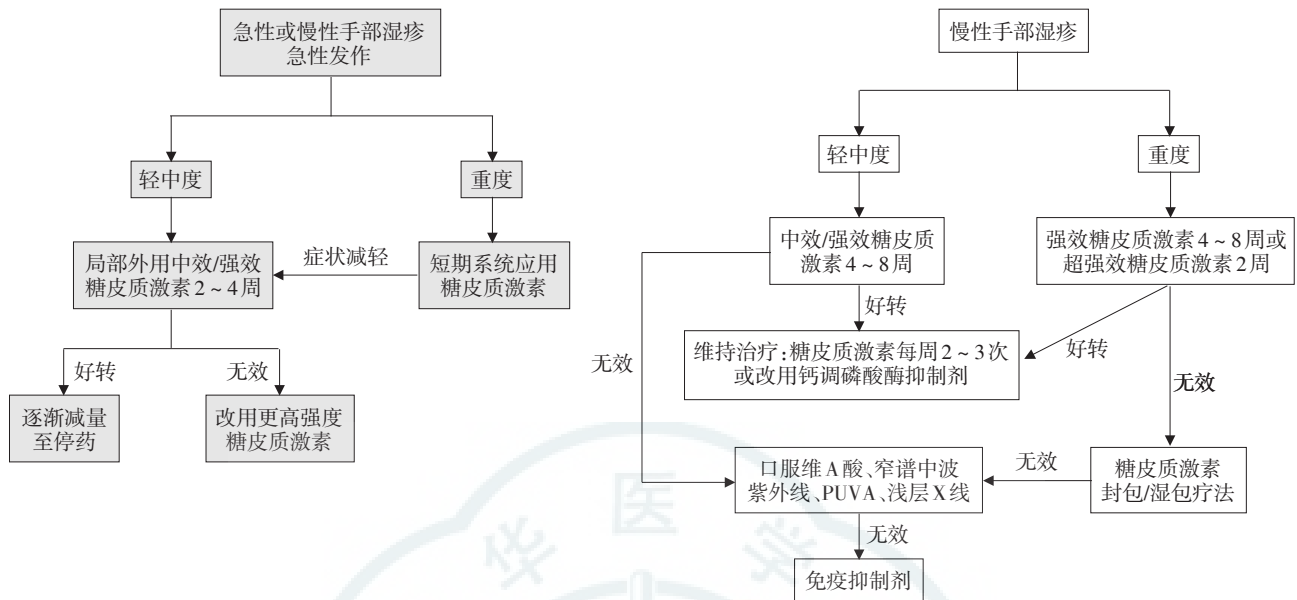 急性或慢性手部湿疹
急性发作
轻中度
重度
局部外用中效/强效
糖皮质激素2~4周
症状减轻
短期系统应用
糖皮质激素
好转
无效
逐渐减量
至停药
改用更高强度
糖皮质激素
慢性手部湿疹
轻中度
重度
中效/强效糖皮质
激素4~8周
强效糖皮质激素4~8周或
超强效糖皮质激素2周
好转
无效
维持治疗:糖皮质激素每周2~3次
或改用钙调磷酸酶抑制剂
好转
无效
口服维A酸、窄谱中波
紫外线、PUVA、浅层X线
无效
糖皮质激素
封包/湿包疗法
无效
免疫抑制剂
华医学